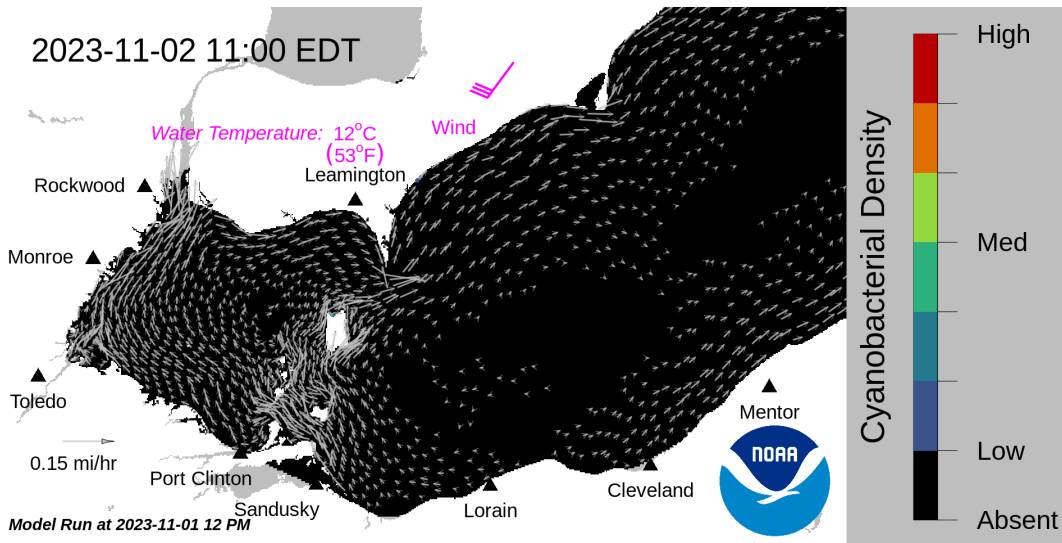 2023-11-02 11:00 EDT
Water Temperature: 12°C
(53°F)
Wind
Leamington
Rockwood
Monroe
Toledo
0.15 mi/hr
Port Clinton
Sandusky
Lorain
Cleveland
Mentor
NOAA
Model Run at 2023-11-01 12 PM
Cyanobacterial Density
High
Med
Low
Absent